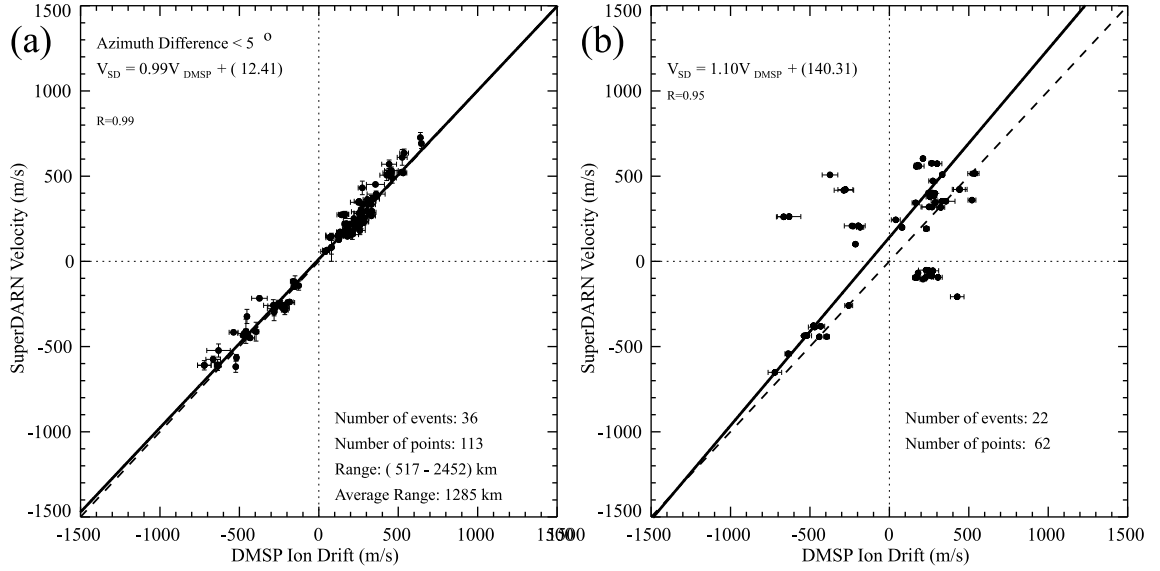 (a)
Azimuth Difference < 5 °
V_SD = 0.99V_DMSP + ( 12.41)
R=0.99
Number of events: 36
Number of points: 113
Range: ( 517 - 2452) km
Average Range: 1285 km
SuperDARN Velocity (m/s)
1500
1000
500
0
-500
-1000
-1500
-1500 -1000 -500 0 500 1000 1500
DMSP Ion Drift (m/s)
(b)
V_SD = 1.10V_DMSP + (140.31)
R=0.95
Number of events: 22
Number of points: 62
SuperDARN Velocity (m/s)
1500
1000
500
0
-500
-1000
-1500
-1500 -1000 -500 0 500 1000 1500
DMSP Ion Drift (m/s)